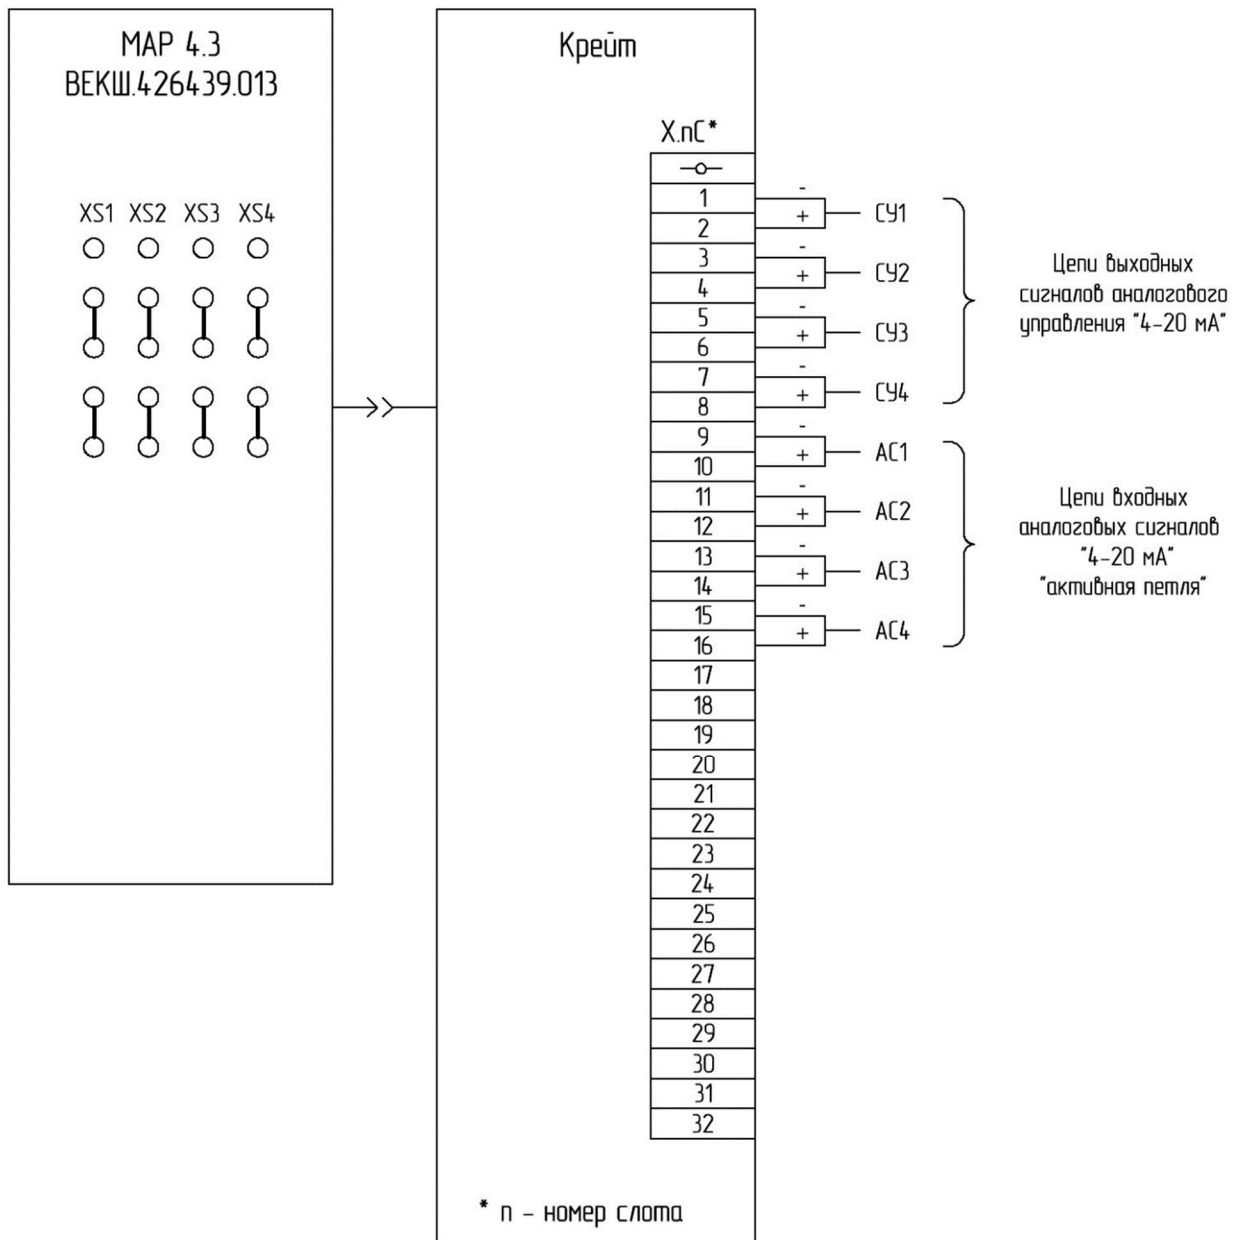 МАР 4.3
ВЕКШ.426439.013
XS1 XS2 XS3 XS4
Крейт
X.nC*
1
2
3
4
5
6
7
8
9
10
11
12
13
14
15
16
17
18
19
20
21
22
23
24
25
26
27
28
29
30
31
32
-
+ СУ1
-
+ СУ2
-
+ СУ3
-
+ СУ4
-
+ АС1
-
+ АС2
-
+ АС3
-
+ АС4
Цепи выходных
сигналов аналогового
управления "4-20 мА"
Цепи входных
аналоговых сигналов
"4-20 мА"
"активная петля"
* n - номер слота